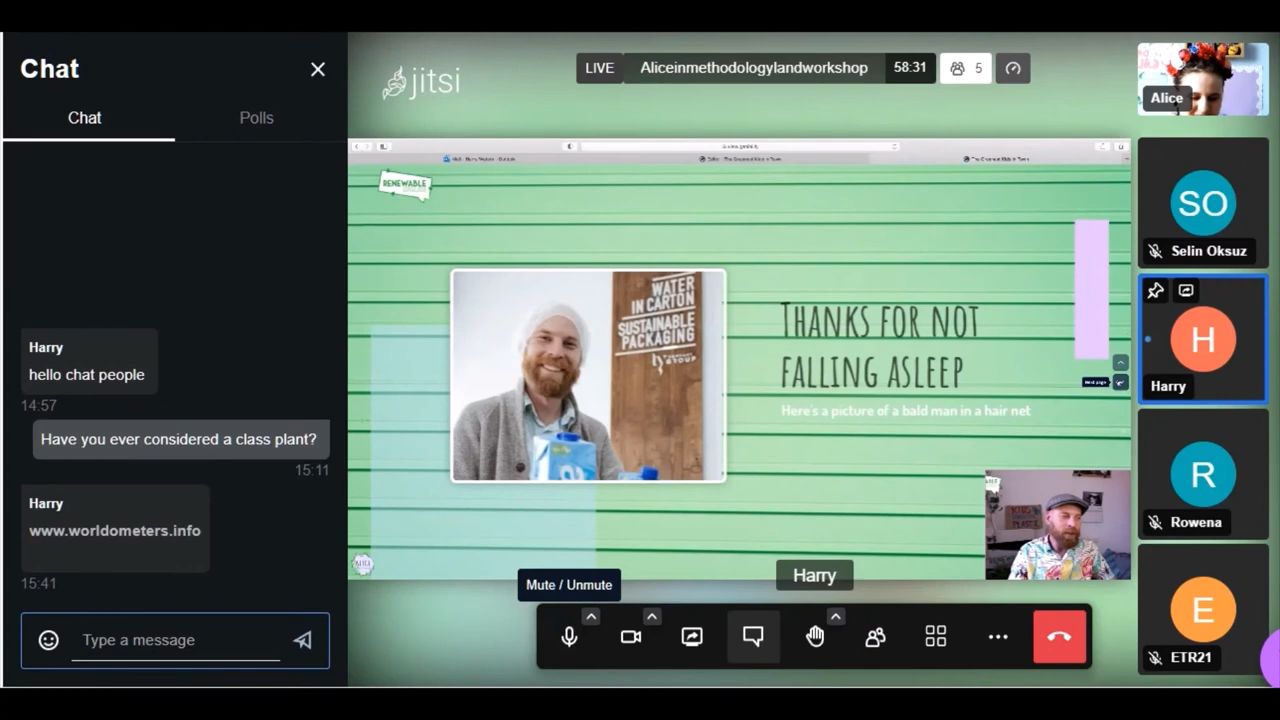 Chat
Chat
Polls
Harry
hello chat people
14:57
Have you ever considered a class plant?
15:11
Harry
www.worldometers.info
15:41
Type a message
jitsi
LIVE
Aliceinmethodologylandworkshop
58:31
5
RENEWABLE
WATER
IN CARTON
SUSTAINABLE
PACKAGING
THANKS FOR NOT
FALLING ASLEEP
Here's a picture of a bald man in a hair net
Next page
Harry
Mute / Unmute
Alice
SO
Selin Oksuz
H
Harry
R
Rowena
E
ETR21